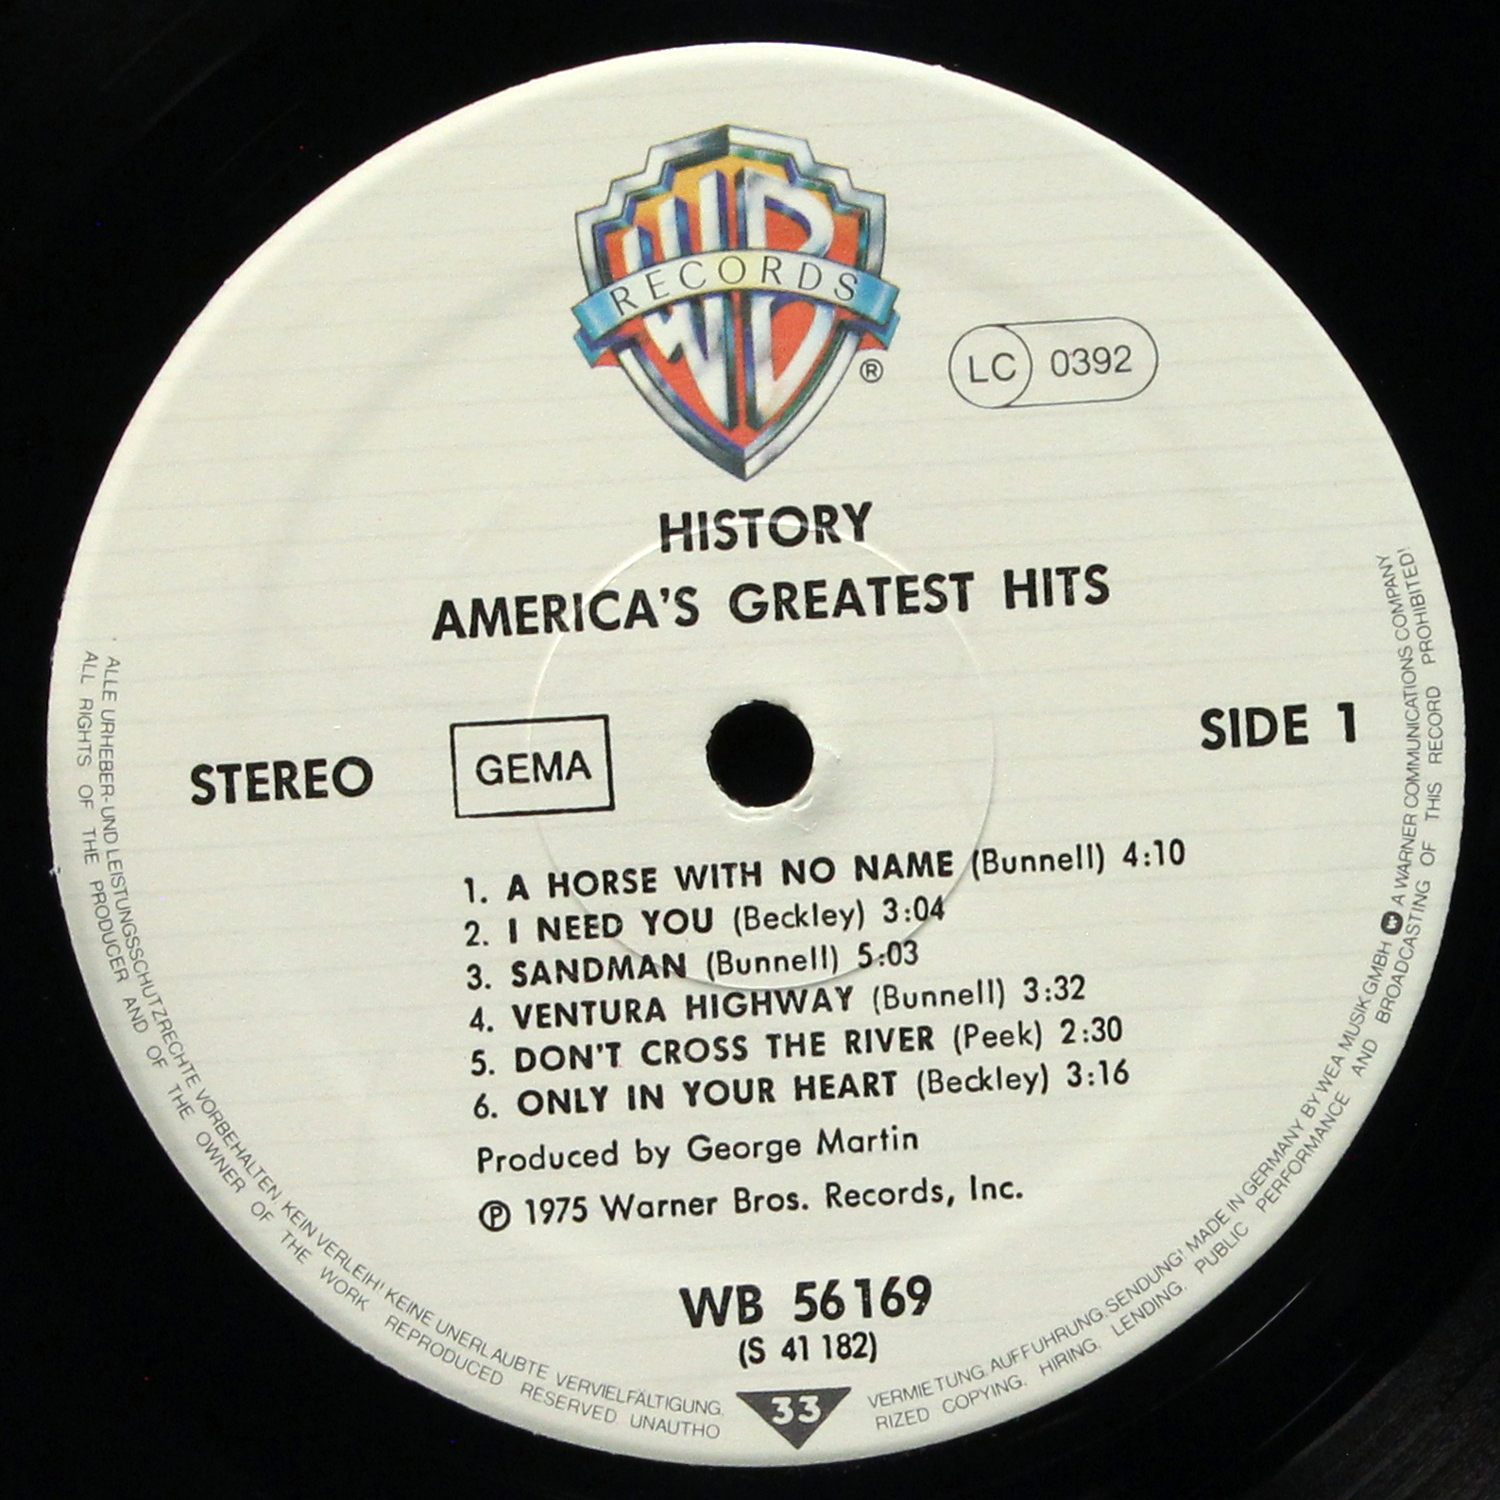 WB
RECORDS
®
LC 0392
HISTORY
AMERICA'S GREATEST HITS
STEREO
GEMA
SIDE 1
1. A HORSE WITH NO NAME (Bunnell) 4:10
2. I NEED YOU (Beckley) 3:04
3. SANDMAN (Bunnell) 5:03
4. VENTURA HIGHWAY (Bunnell) 3:32
5. DON'T CROSS THE RIVER (Peek) 2:30
6. ONLY IN YOUR HEART (Beckley) 3:16
Produced by George Martin
℗ 1975 Warner Bros. Records, Inc.
WB 56 169
(S 41 182)
33
ALLE URHEBER- UND LEISTUNGSSCHUTZRECHTE VORBEHALTEN. KEIN VERLEIH! KEINE UNERLAUBTE VERVIELFÄLTIGUNG, VERMIETUNG, AUFFÜHRUNG, SENDUNG! MADE IN GERMANY BY WEA MUSIK GMBH A WARNER COMMUNICATIONS COMPANY
ALL RIGHTS OF THE PRODUCER AND OF THE OWNER OF THE WORK REPRODUCED RESERVED UNAUTHORIZED COPYING, HIRING, LENDING, PUBLIC PERFORMANCE AND BROADCASTING OF THIS RECORD PROHIBITED!